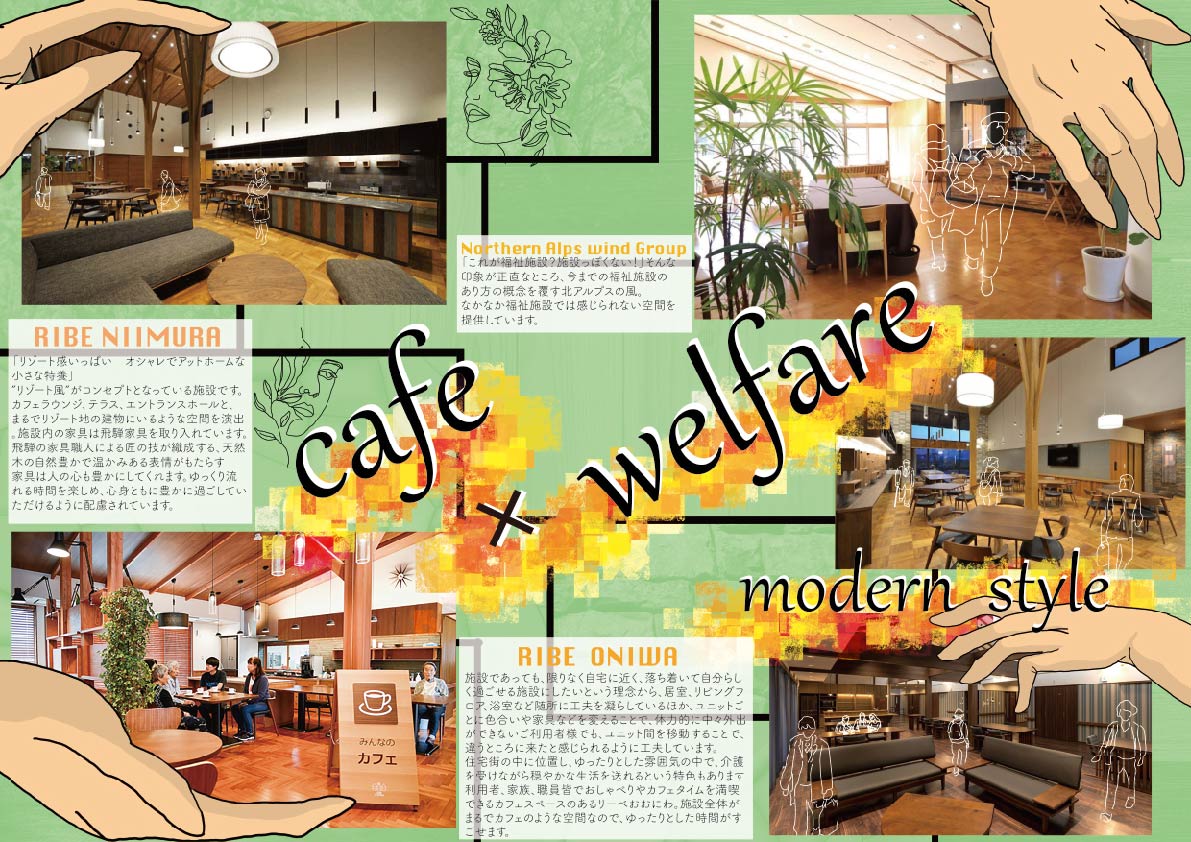 Northern Alps wind Group
「これが福祉施設?施設っぽくない!」そんな
印象が正直なところ、今までの福祉施設の
あり方の概念を覆す北アルプスの風。
なかなか福祉施設では感じられない空間を
提供しています。
RIBE NIIMURA
「リゾート感いっぱい　オシャレでアットホームな
小さな特養」
"リゾート風"がコンセプトとなっている施設です。
カフェラウンジ、テラス、エントランスホールと、
まるでリゾート地の建物にいるような空間を演出
。施設内の家具は飛騨家具を取り入れています。
飛騨の家具職人による匠の技が織成する、天然
木の自然豊かで温かみある表情がもたらす
家具は人の心も豊かにしてくれます。ゆっくり流
れる時間を楽しめ、心身ともに豊かに過ごしてい
ただけるように配慮されています。
cafe
×
welfare
modern style
みんなの
カフェ
RIBE ONIWA
施設であっても、限りなく自宅に近く、落ち着いて自分らし
く過ごせる施設にしたいという理念から、居室、リビングフ
ロア、浴室など随所に工夫を凝らしているほか、ユニットご
とに色合いや家具などを変えることで、体力的に中々外出
ができないご利用者様でも、ユニット間を移動することで、
違うところに来たと感じられるように工夫しています。
住宅街の中に位置し、ゆったりとした雰囲気の中で、介護
を受けながら穏やかな生活を送れるという特色もあります
利用者、家族、職員皆でおしゃべりやカフェタイムを満喫
できるカフェスペースのあるリーベおおにわ。施設全体が
まるでカフェのような空間なので、ゆったりとした時間がす
ごせます。